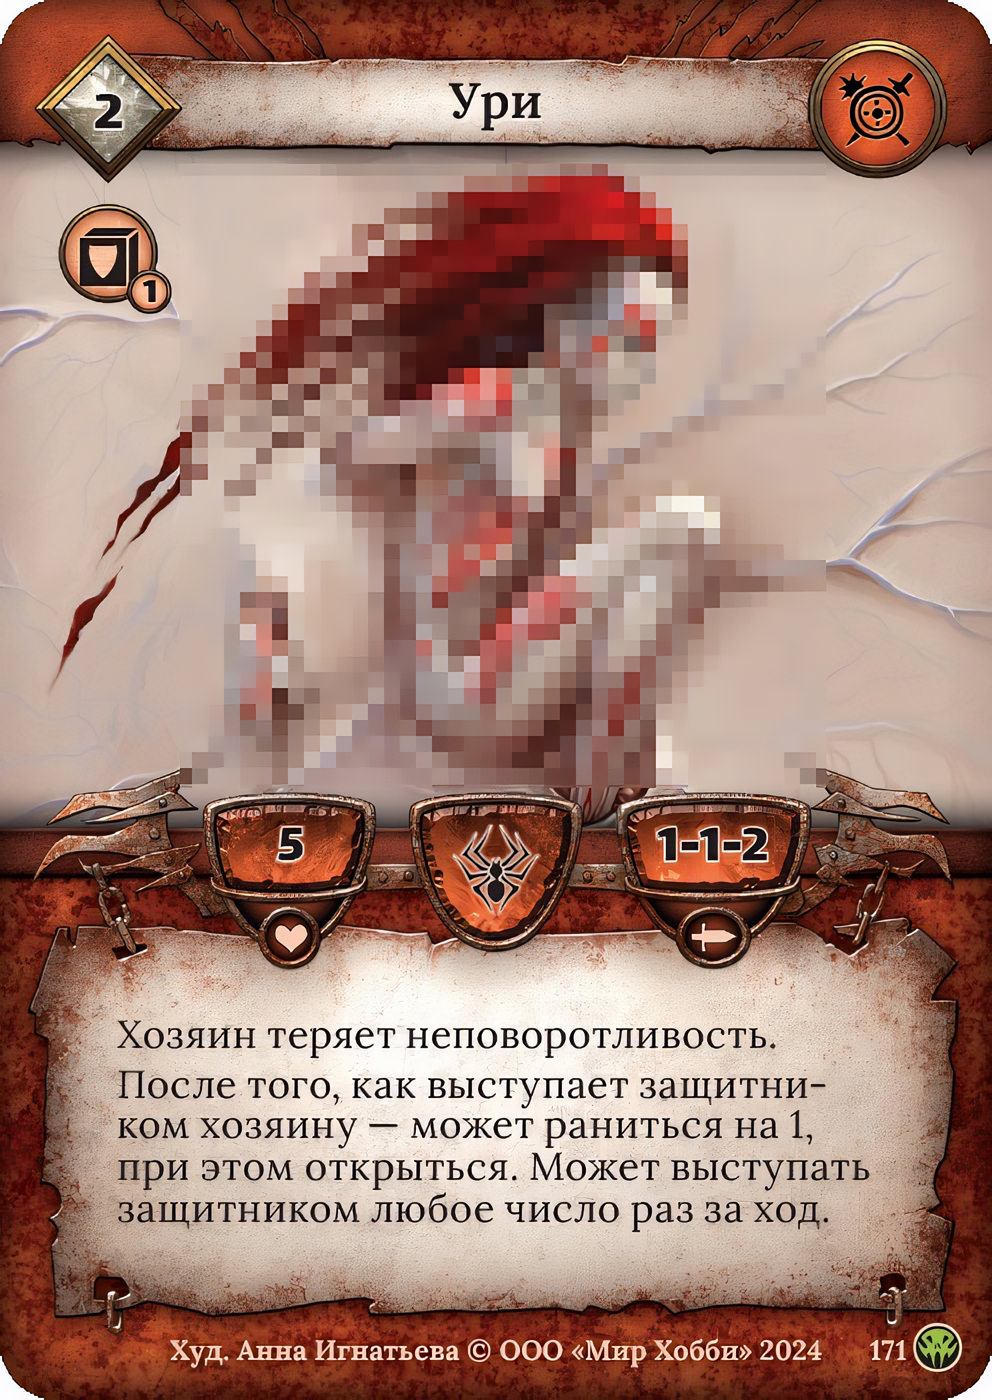 2
Ури
1
5
1-1-2
Хозяин теряет неповоротливость.
После того, как выступает защитни-
ком хозяину — может раниться на 1,
при этом открыться. Может выступать
защитником любое число раз за ход.
Худ. Анна Игнатьева © ООО «Мир Хобби» 2024 171